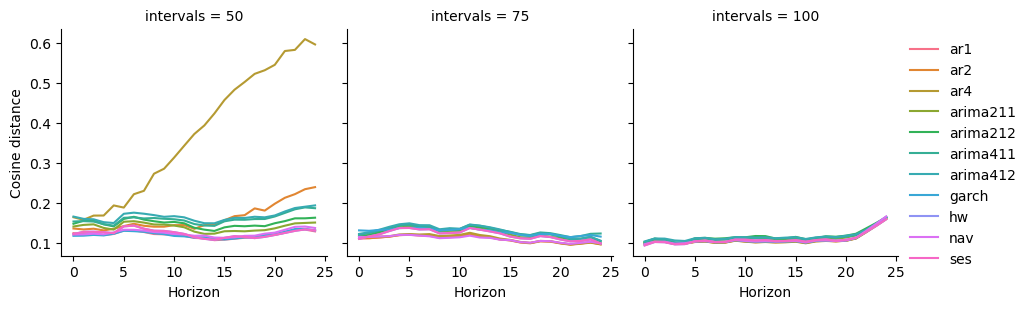 intervals = 50
intervals = 75
intervals = 100
Cosine distance
0.6
0.5
0.4
0.3
0.2
0.1
0 5 10 15 20 25
0 5 10 15 20 25
0 5 10 15 20 25
Horizon
Horizon
Horizon
ar1
ar2
ar4
arima211
arima212
arima411
arima412
garch
hw
nav
ses